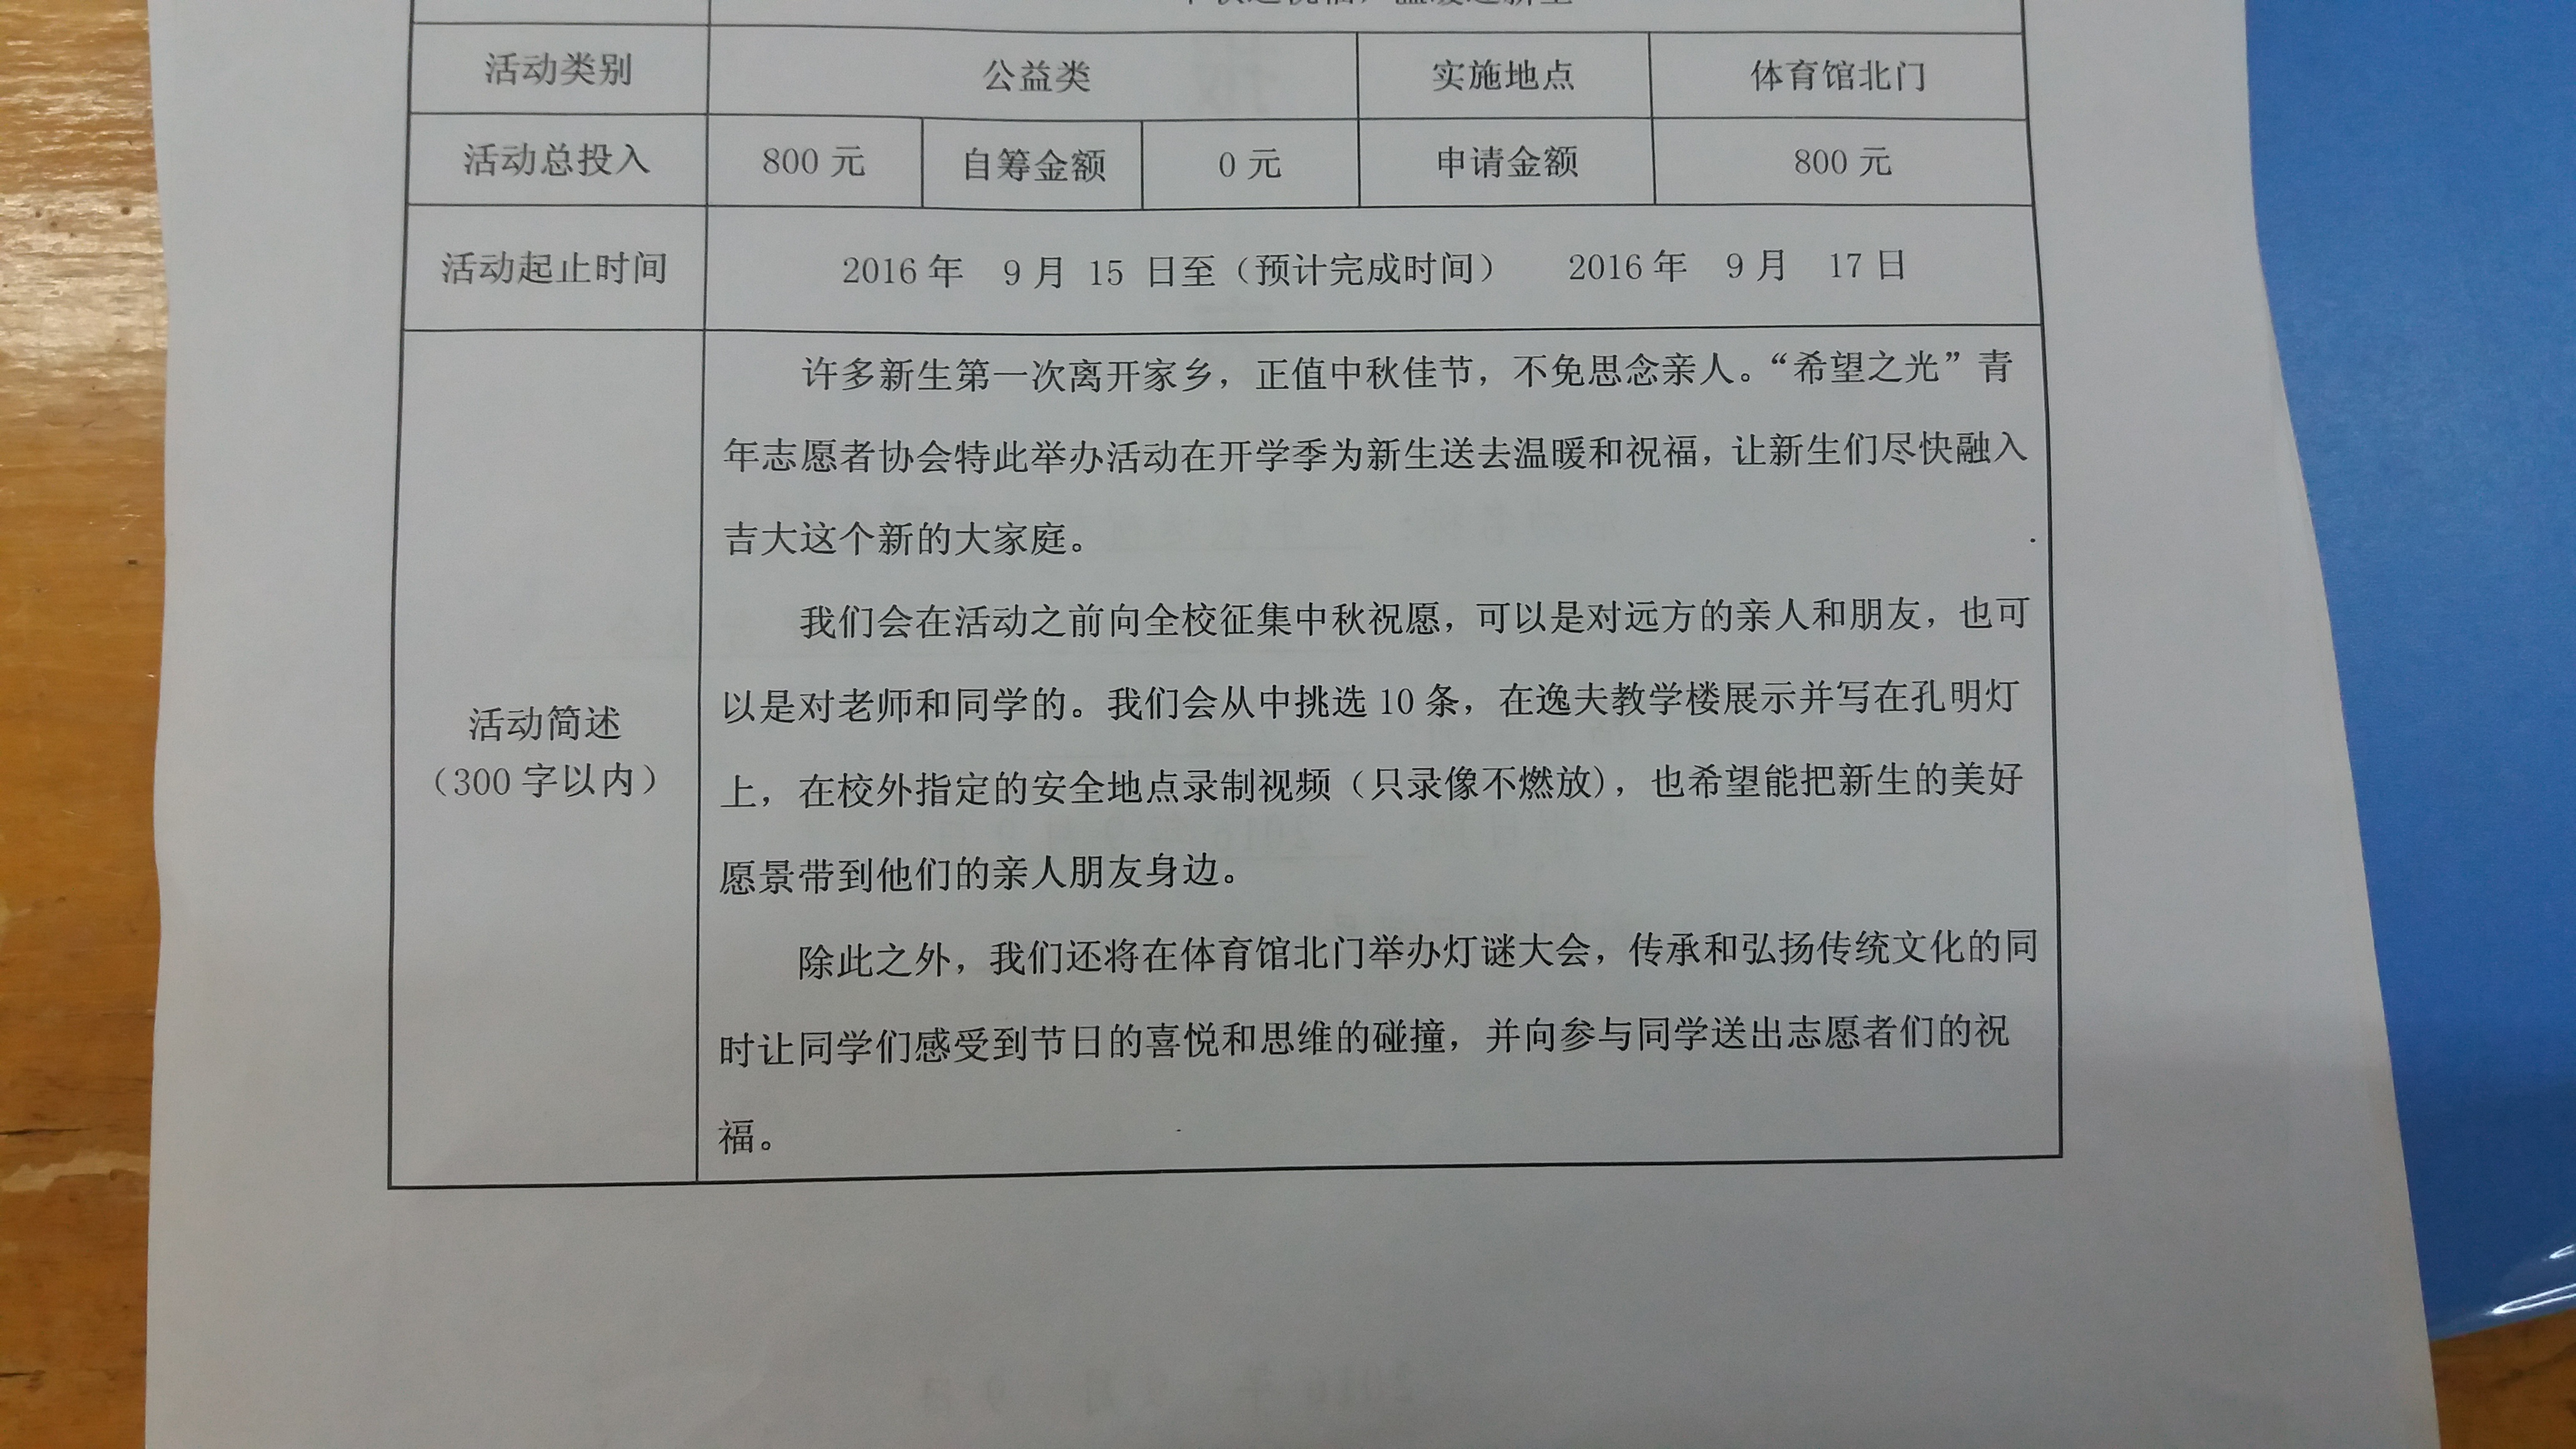 活动类别 公益类 实施地点 体育馆北门
活动总投入 800 元 自筹金额 0 元 申请金额 800 元
活动起止时间 2016 年 9 月 15 日至（预计完成时间） 2016 年 9 月 17 日
活动简述
（300 字以内）
许多新生第一次离开家乡，正值中秋佳节，不免思念亲人。“希望之光”青
年志愿者协会特此举办活动在开学季为新生送去温暖和祝福，让新生们尽快融入
吉大这个新的大家庭。
我们会在活动之前向全校征集中秋祝愿，可以是对远方的亲人和朋友，也可
以是对老师和同学的。我们会从中挑选 10 条，在逸夫教学楼展示并写在孔明灯
上，在校外指定的安全地点录制视频（只录像不燃放），也希望能把新生的美好
愿景带到他们的亲人朋友身边。
除此之外，我们还将在体育馆北门举办灯谜大会，传承和弘扬传统文化的同
时让同学们感受到节日的喜悦和思维的碰撞，并向参与同学送出志愿者们的祝
福。